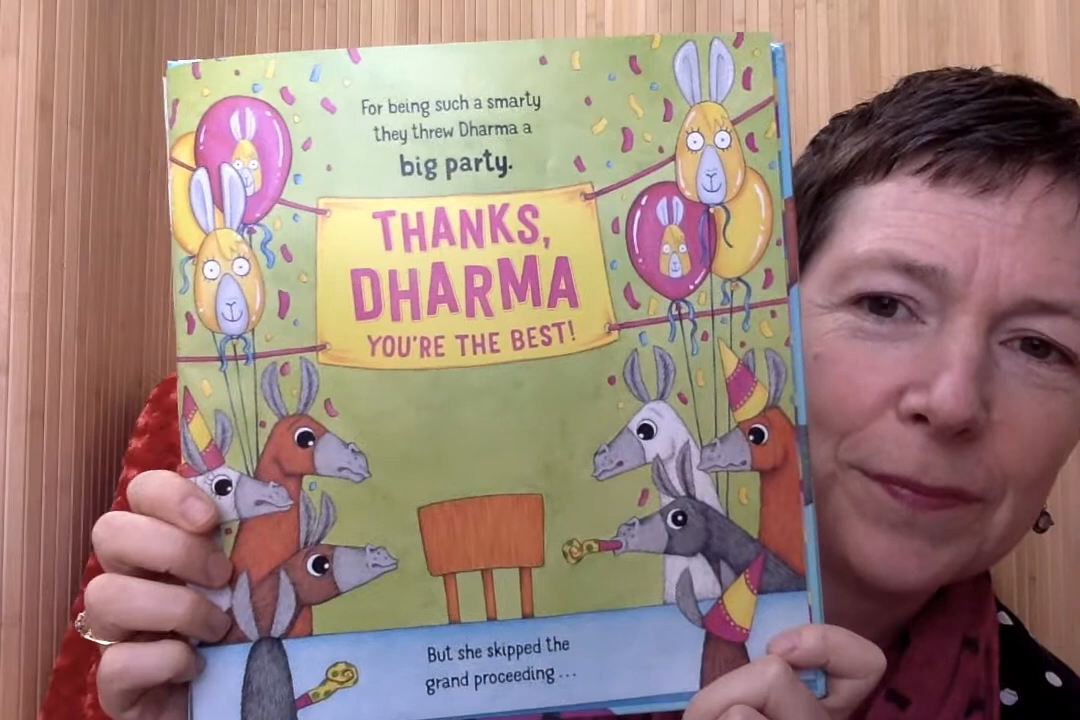 For being such a smarty
they threw Dharma a
big party.
THANKS,
DHARMA
YOU'RE THE BEST!
But she skipped the
grand proceeding...